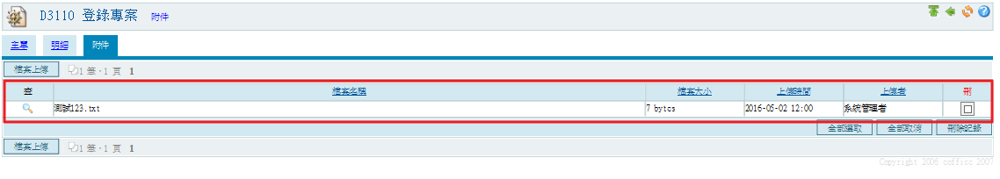 D3110 登錄專案 附件
主單 明細 附件
檔案上傳 1 筆，1 頁 1
查 檔案名稱 檔案大小 上傳時間 上傳者 刪
測試123.txt 7 bytes 2016-05-02 12:00 系統管理者
全部選取 全部取消 刪除記錄
檔案上傳 1 筆，1 頁 1
Copyright 2006 eoffice 2007